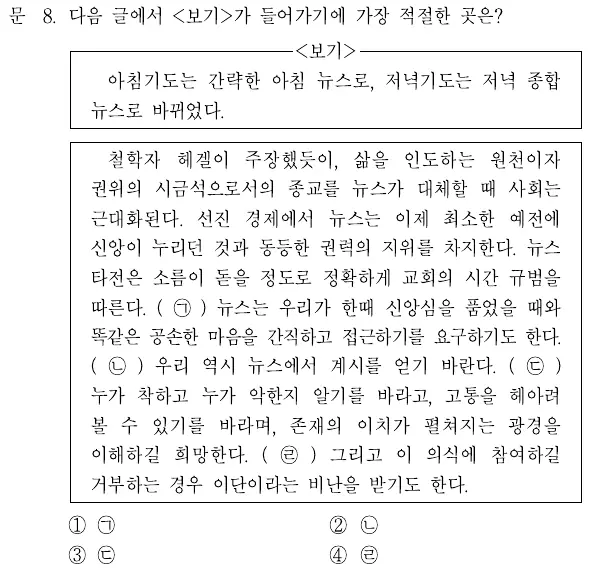 문 8. 다음 글에서 <보기>가 들어가기에 가장 적절한 곳은?
<보기>
아침기도는 간략한 아침 뉴스로, 저녁기도는 저녁 종합
뉴스로 바뀌었다.
철학자 헤겔이 주장했듯이, 삶을 인도하는 원천이자
권위의 시금석으로서의 종교를 뉴스가 대체할 때 사회는
근대화된다. 선진 경제에서 뉴스는 이제 최소한 예전에
신앙이 누리던 것과 동등한 권력의 지위를 차지한다. 뉴스
타전은 소름이 돋을 정도로 정확하게 교회의 시간 규범을
따른다. ( ㉠ ) 뉴스는 우리가 한때 신앙심을 품었을 때와
똑같은 공손한 마음을 간직하고 접근하기를 요구하기도 한다.
( ㉡ ) 우리 역시 뉴스에서 계시를 얻기 바란다. ( ㉢ )
누가 착하고 누가 악한지 알기를 바라고, 고통을 헤아려
볼 수 있기를 바라며, 존재의 이치가 펼쳐지는 광경을
이해하길 희망한다. ( ㉣ ) 그리고 이 의식에 참여하길
거부하는 경우 이단이라는 비난을 받기도 한다.
① ㉠ ② ㉡
③ ㉢ ④ ㉣